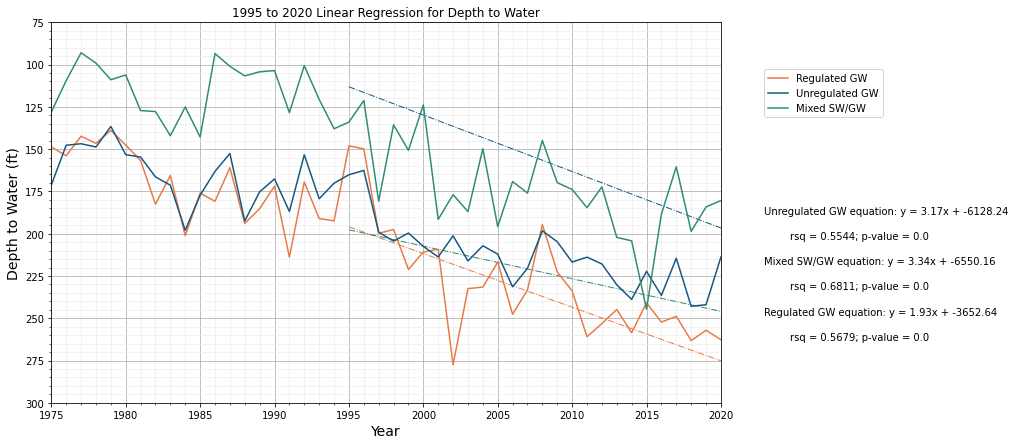 1995 to 2020 Linear Regression for Depth to Water
75
100
125
150
175
200
225
250
275
300
Depth to Water (ft)
1975
1980
1985
1990
1995
2000
2005
2010
2015
2020
Year
Regulated GW
Unregulated GW
Mixed SW/GW
Unregulated GW equation: y = 3.17x + -6128.24
rsq = 0.5544; p-value = 0.0
Mixed SW/GW equation: y = 3.34x + -6550.16
rsq = 0.6811; p-value = 0.0
Regulated GW equation: y = 1.93x + -3652.64
rsq = 0.5679; p-value = 0.0